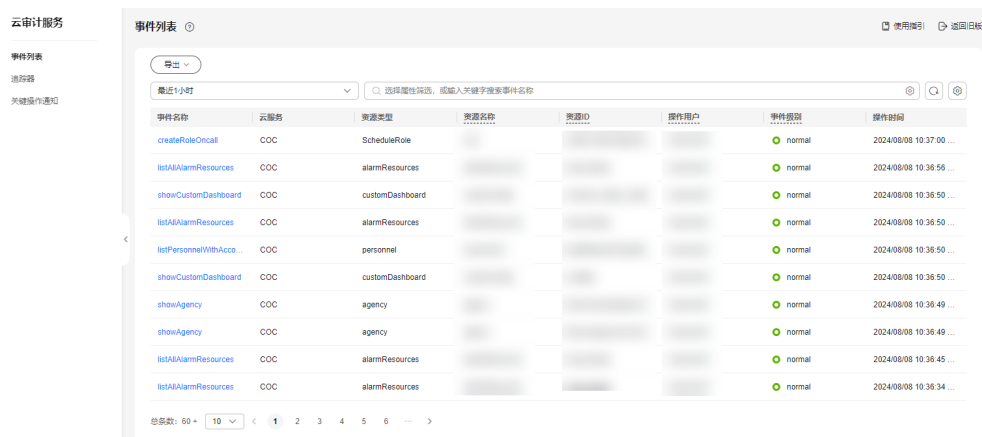 云审计服务
事件列表
追踪器
关键操作通知
事件列表
使用指引 返回旧版
导出
最近1小时 选择属性筛选，或输入关键字搜索事件名称
事件名称 云服务 资源类型 资源名称 资源ID 操作用户 事件级别 操作时间
createRoleOncall COC ScheduleRole normal 2024/08/08 10:37:00 ...
listAllAlarmResources COC alarmResources normal 2024/08/08 10:36:56 ...
showCustomDashboard COC customDashboard normal 2024/08/08 10:36:50 ...
listAllAlarmResources COC alarmResources normal 2024/08/08 10:36:50 ...
listPersonnelWithAcco... COC personnel normal 2024/08/08 10:36:50 ...
showCustomDashboard COC customDashboard normal 2024/08/08 10:36:50 ...
showAgency COC agency normal 2024/08/08 10:36:49 ...
showAgency COC agency normal 2024/08/08 10:36:49 ...
listAllAlarmResources COC alarmResources normal 2024/08/08 10:36:45 ...
listAllAlarmResources COC alarmResources normal 2024/08/08 10:36:34 ...
总条数: 60+ 10 < 1 2 3 4 5 6 ... >